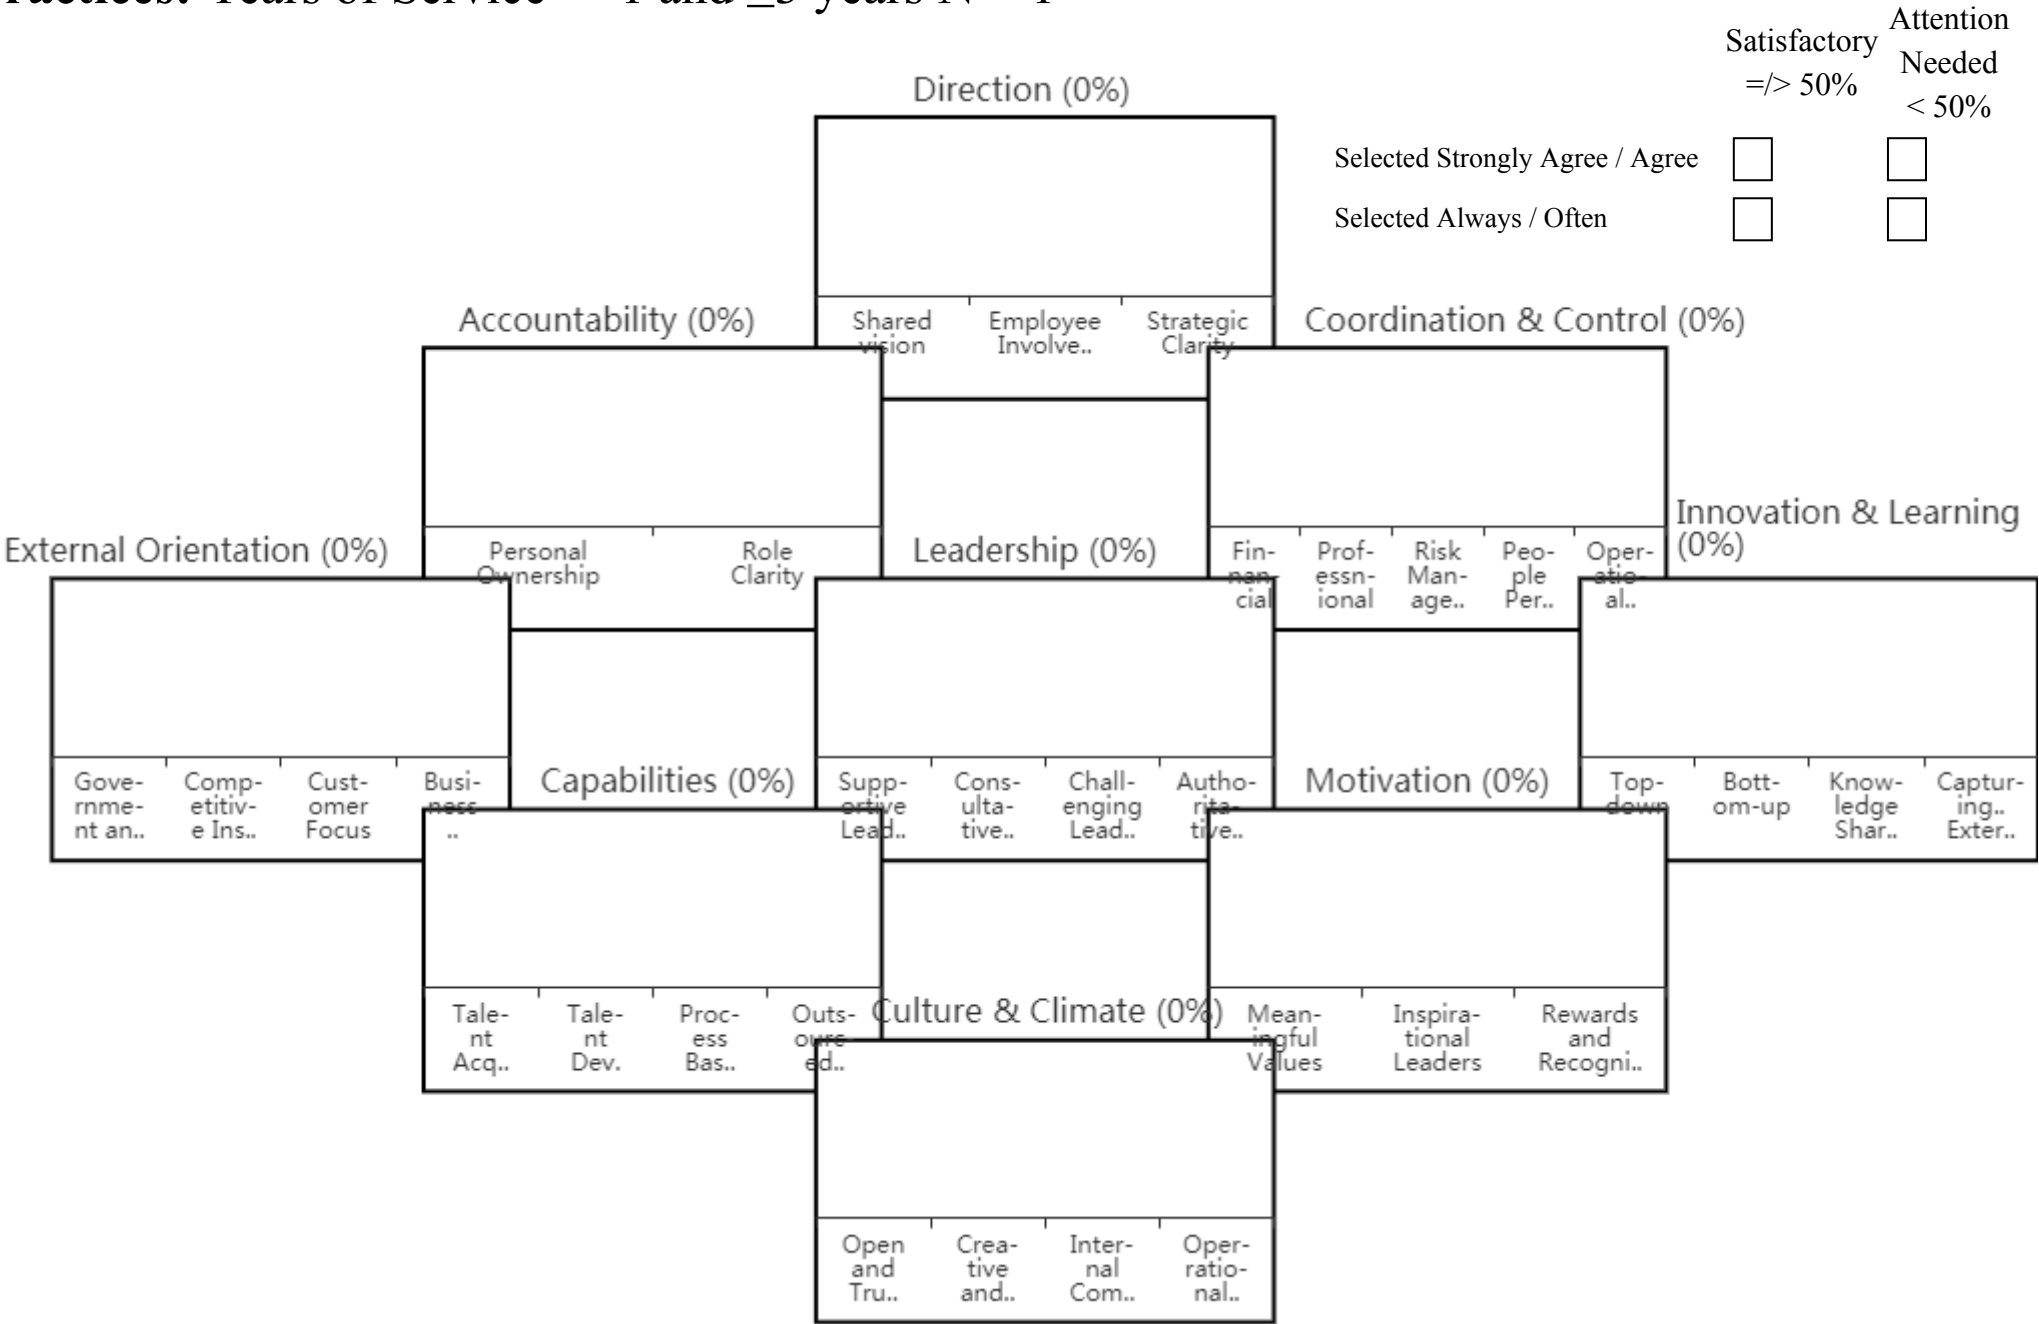 Years of Service
and
years N
Attention
Needed
< 50%
Satisfactory
=/> 50%
Selected Strongly Agree / Agree
Selected Always / Often
Direction (0%)
Shared
vision
Employee
Involve..
Strategic
Clarity
Accountability (0%)
Personal
Ownership
Role
Clarity
Coordination & Control (0%)
Fin-
nan-
cial
Prof-
essn-
ional
Risk
Man-
age..
Peo-
ple
Per..
Oper-
atio-
al..
External Orientation (0%)
Gove-
rnme-
nt an..
Comp-
etitiv-
e Ins..
Cust-
omer
Focus
Busi-
ness
..
Leadership (0%)
Supp-
ortive
Lead..
Cons-
ulta-
tive..
Chall-
enging
Lead..
Autho-
rita-
tive..
Innovation & Learning
(0%)
Top-
down
Bott-
om-up
Know-
ledge
Shar..
Captur-
ing..
Exter..
Capabilities (0%)
Tale-
nt
Acq..
Tale-
nt
Dev.
Proc-
ess
Bas..
Outs-
ourc-
ed..
Motivation (0%)
Mean-
ingful
Values
Inspira-
tional
Leaders
Rewards
and
Recogni..
Culture & Climate (0%)
Open
and
Tru..
Crea-
tive
and..
Inter-
nal
Com..
Oper-
ratio-
nal..